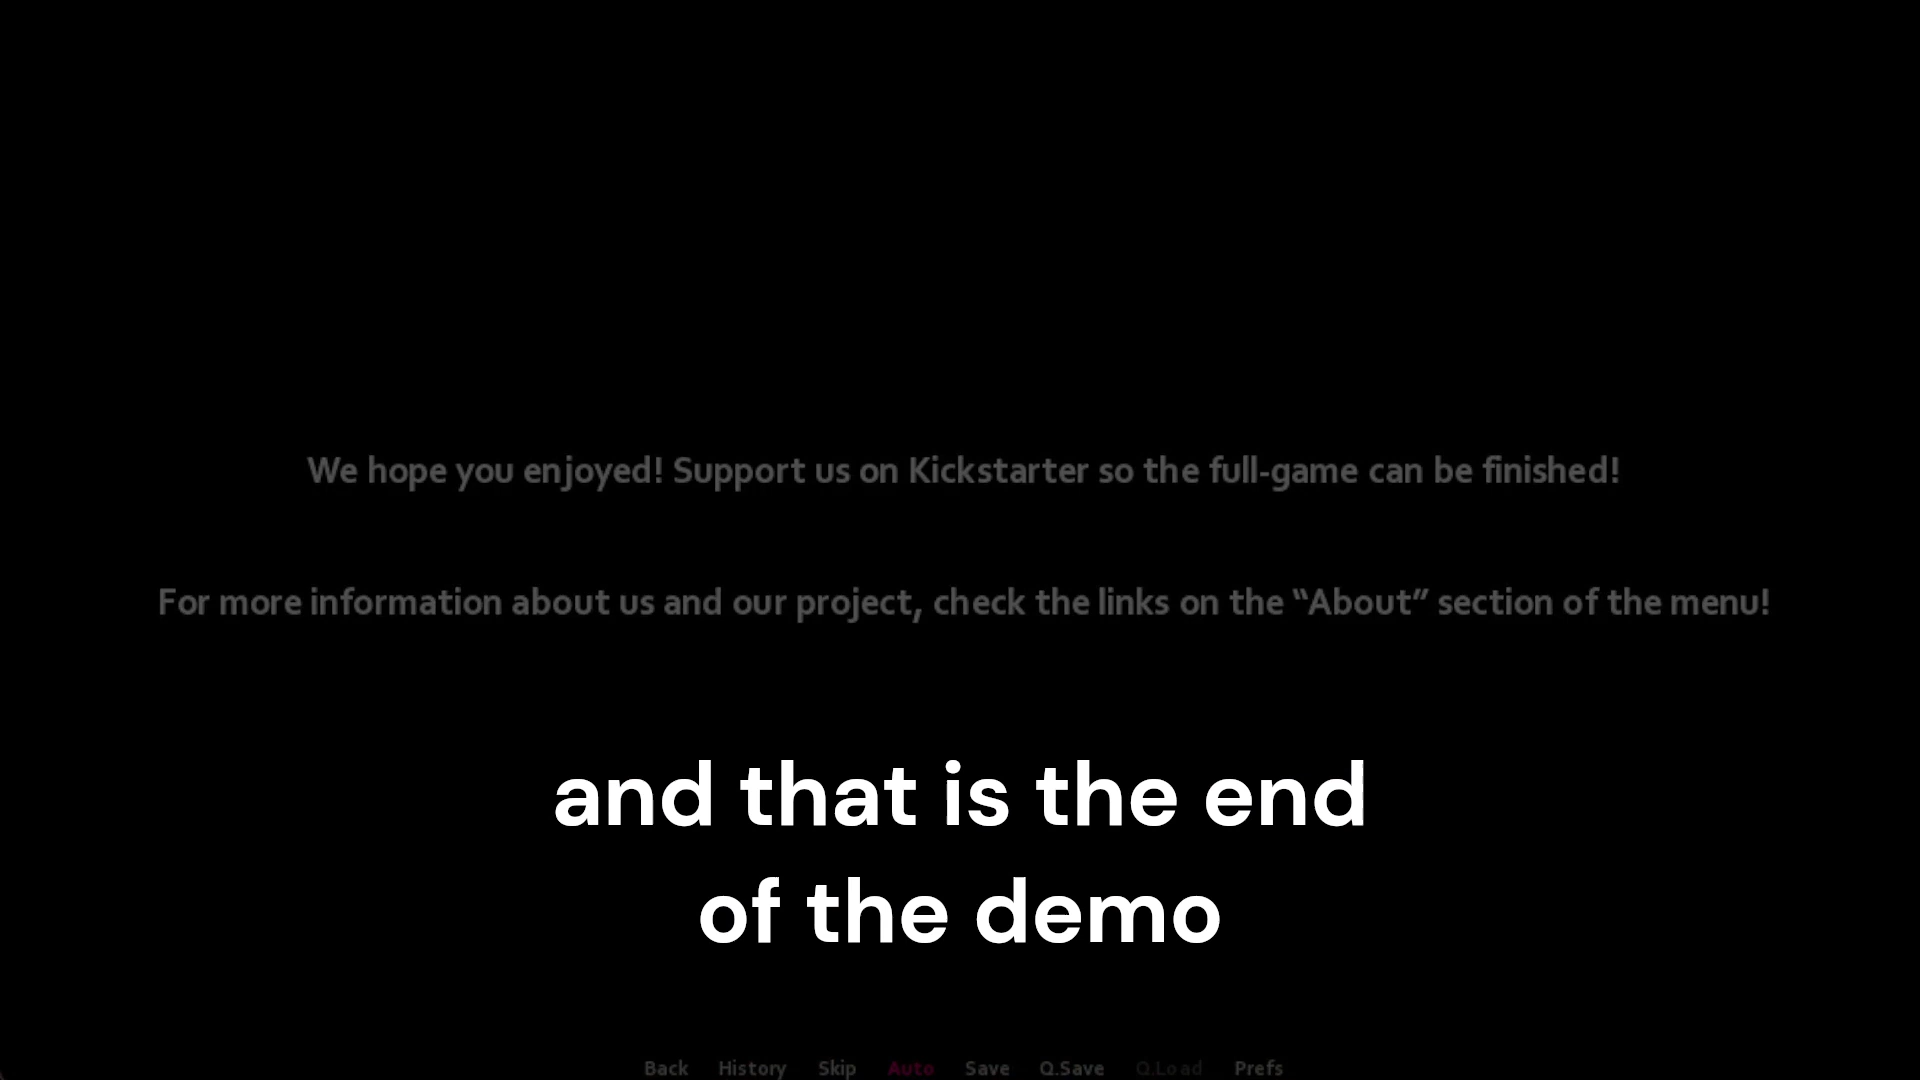 We hope you enjoyed! Support us on Kickstarter so the full-game can be finished!
For more information about us and our project, check the links on the “About” section of the menu!
and that is the end
of the demo
Back History Skip Auto Save Q.Save Q.Load Prefs